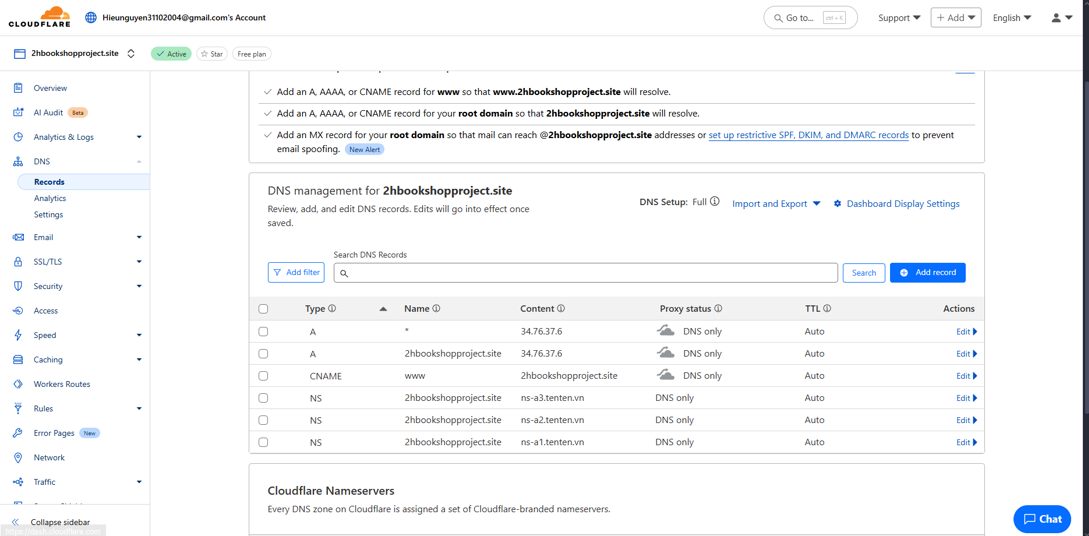 CLOUDFLARE
Hieunguyen31102004@gmail.com's Account
Go to... ctrl + K
Support
+ Add
English
2hbookshopproject.site
Active
Star
Free plan
Overview
AI Audit Beta
Analytics & Logs
DNS
Records
Analytics
Settings
Email
SSL/TLS
Security
Access
Speed
Caching
Workers Routes
Rules
Error Pages New
Network
Traffic
Collapse sidebar
Add an A, AAAA, or CNAME record for www so that www.2hbookshopproject.site will resolve.
Add an A, AAAA, or CNAME record for your root domain so that 2hbookshopproject.site will resolve.
Add an MX record for your root domain so that mail can reach @2hbookshopproject.site addresses or set up restrictive SPF, DKIM, and DMARC records to prevent
email spoofing. New Alert
DNS management for 2hbookshopproject.site
Review, add, and edit DNS records. Edits will go into effect once
saved.
DNS Setup: Full
Import and Export
Dashboard Display Settings
Search DNS Records
Add filter
Search
Add record
Type Name Content Proxy status TTL Actions
A * 34.76.37.6 DNS only Auto Edit
A 2hbookshopproject.site 34.76.37.6 DNS only Auto Edit
CNAME www 2hbookshopproject.site DNS only Auto Edit
NS 2hbookshopproject.site ns-a3.tenten.vn DNS only Auto Edit
NS 2hbookshopproject.site ns-a2.tenten.vn DNS only Auto Edit
NS 2hbookshopproject.site ns-a1.tenten.vn DNS only Auto Edit
Cloudflare Nameservers
Every DNS zone on Cloudflare is assigned a set of Cloudflare-branded nameservers.
Chat